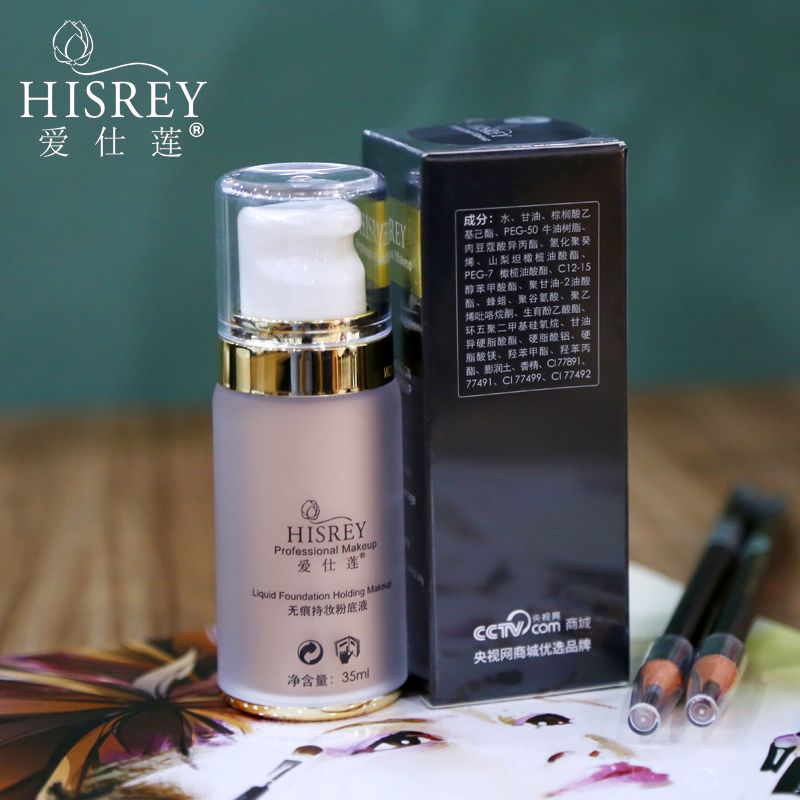 HISREY
爱仕莲®
成分：水、甘油、棕榈酸乙
基己酯、PEG-50 牛油树脂、
肉豆蔻酸异丙酯、氢化聚癸
烯、山梨坦橄榄油酸酯、
PEG-7 橄榄油酸酯、C12-15
醇苯甲酸酯、聚甘油-2油酸
酯、蜂蜡、聚谷氨酸、聚乙
烯吡咯烷酮、生育酚乙酸酯、
环五聚二甲基硅氧烷、甘油
异硬脂酸酯、硬脂酸铝、硬
脂酸镁、羟苯甲酯、羟苯丙
酯、膨润土、香精、CI77891、
77491、CI 77499、CI 77492
HISREY
Professional Makeup
爱仕莲®
Liquid Foundation Holding Makeup
无痕持妆粉底液
净含量：35ml
CCTV.com 央视网 商城
央视网商城优选品牌